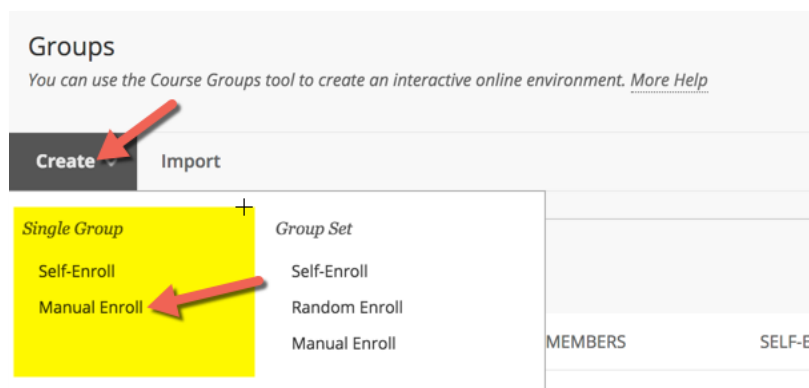 Groups
You can use the Course Groups tool to create an interactive online environment. More Help
Create Import
Single Group
Self-Enroll
Manual Enroll
Group Set
Self-Enroll
Random Enroll
Manual Enroll
MEMBERS SELF-E